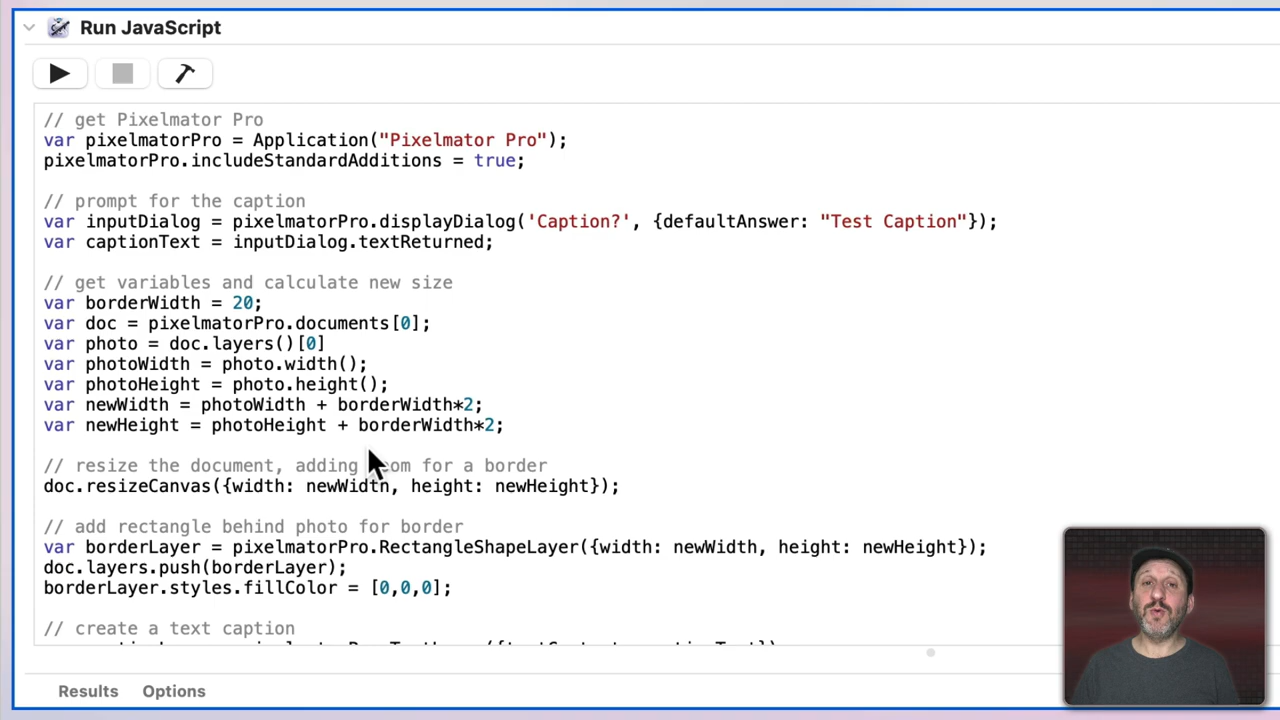 Run JavaScript
// get Pixelmator Pro
var pixelmatorPro = Application("Pixelmator Pro");
pixelmatorPro.includeStandardAdditions = true;
// prompt for the caption
var inputDialog = pixelmatorPro.displayDialog('Caption?', {defaultAnswer: "Test Caption"});
var captionText = inputDialog.textReturned;
// get variables and calculate new size
var borderWidth = 20;
var doc = pixelmatorPro.documents[0];
var photo = doc.layers()[0]
var photoWidth = photo.width();
var photoHeight = photo.height();
var newWidth = photoWidth + borderWidth*2;
var newHeight = photoHeight + borderWidth*2;
// resize the document, adding room for a border
doc.resizeCanvas({width: newWidth, height: newHeight});
// add rectangle behind photo for border
var borderLayer = pixelmatorPro.RectangleShapeLayer({width: newWidth, height: newHeight});
doc.layers.push(borderLayer);
borderLayer.styles.fillColor = [0,0,0];
// create a text caption
Results
Options